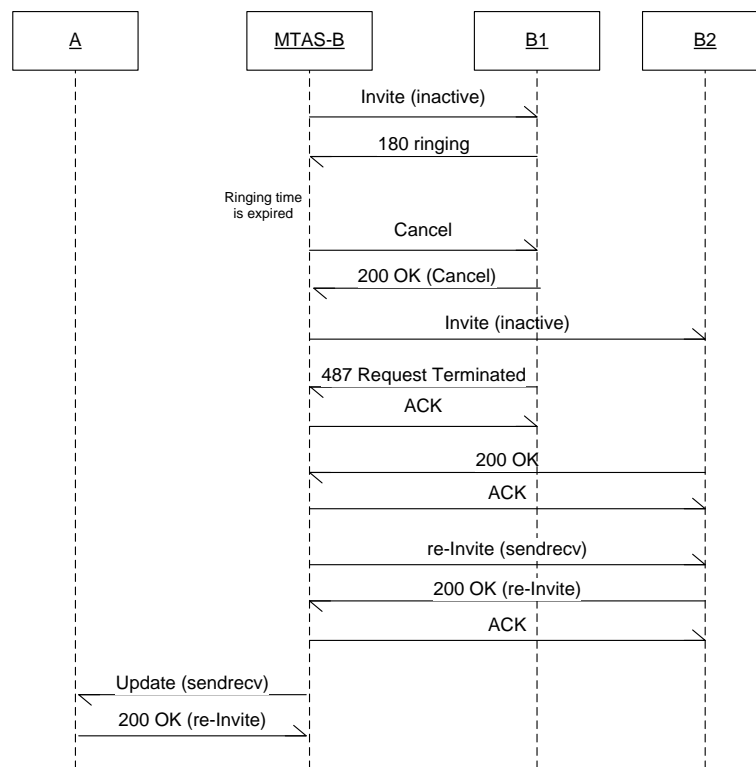 A
MTAS-B
B1
B2
Invite (inactive)
180 ringing
Ringing time
is expired
Cancel
200 OK (Cancel)
Invite (inactive)
487 Request Terminated
ACK
200 OK
ACK
re-Invite (sendrecv)
200 OK (re-Invite)
ACK
Update (sendrecv)
200 OK (re-Invite)